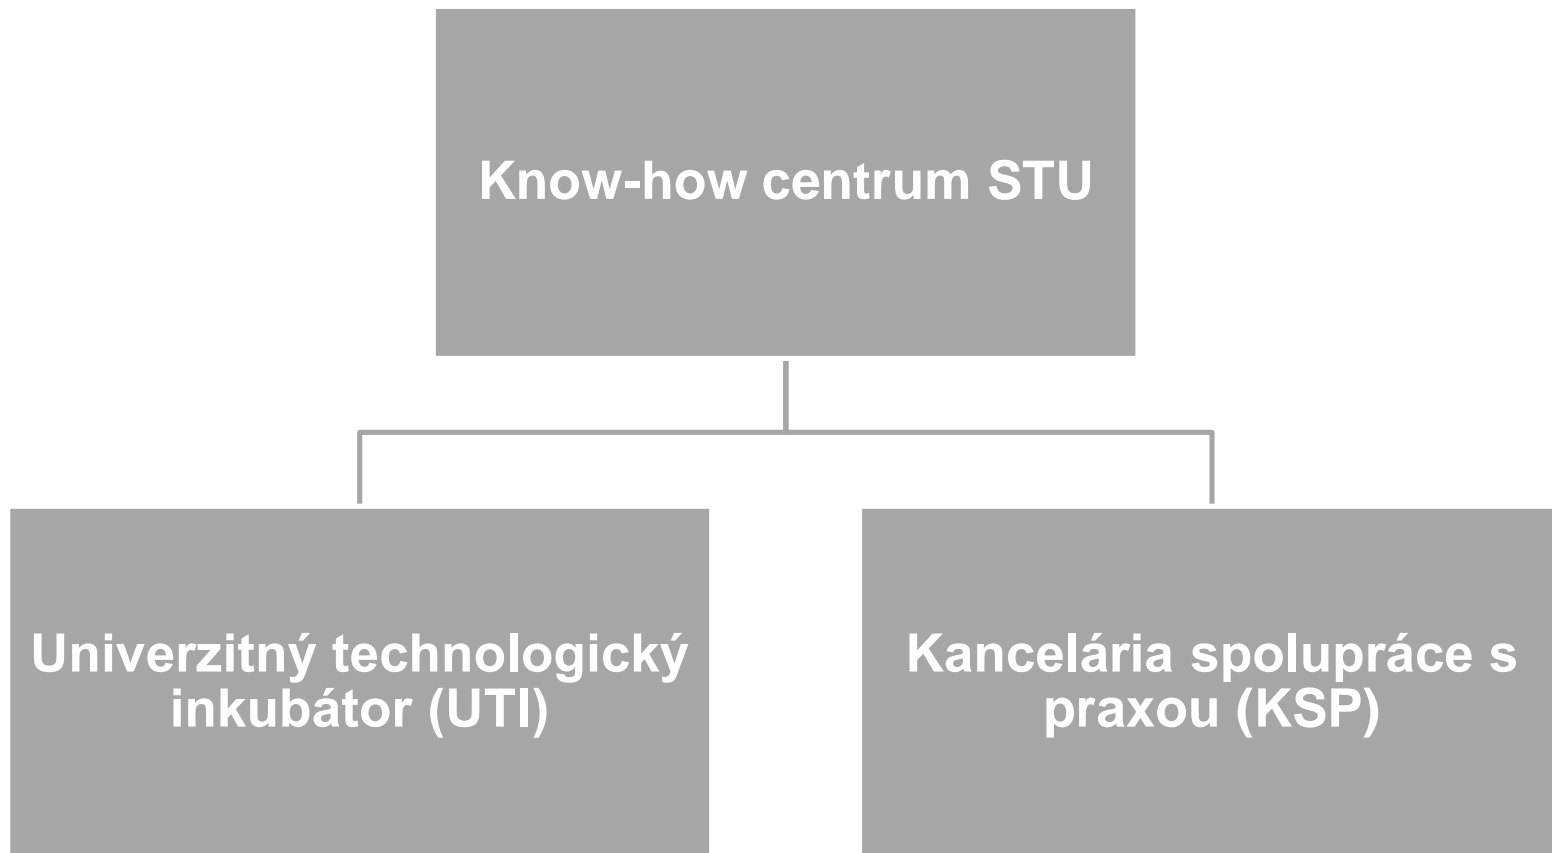 Know-how centrum STU
Univerzitný technologický
inkubátor (UTI)
Kancelária spolupráce s
praxou (KSP)